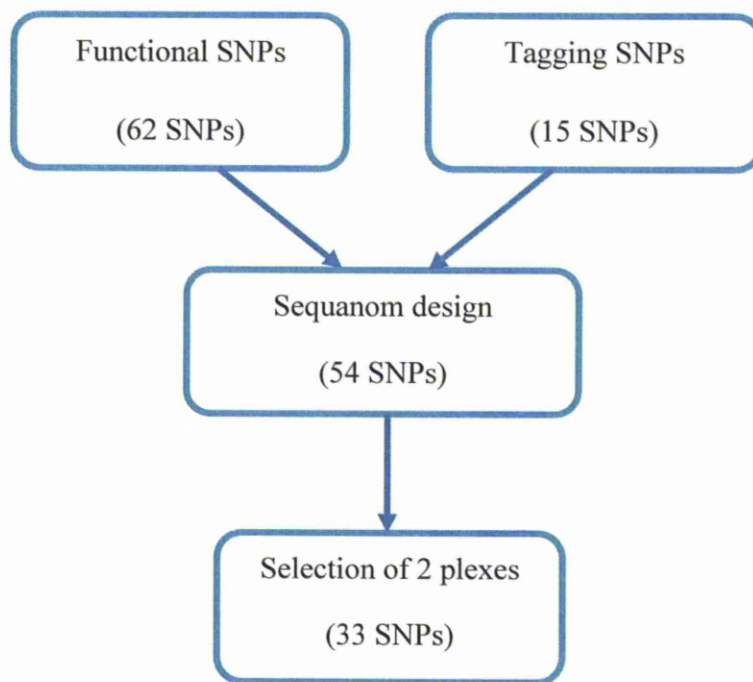 Functional SNPs
(62 SNPs)
Tagging SNPs
(15 SNPs)
Sequanom design
(54 SNPs)
Selection of 2 plexes
(33 SNPs)